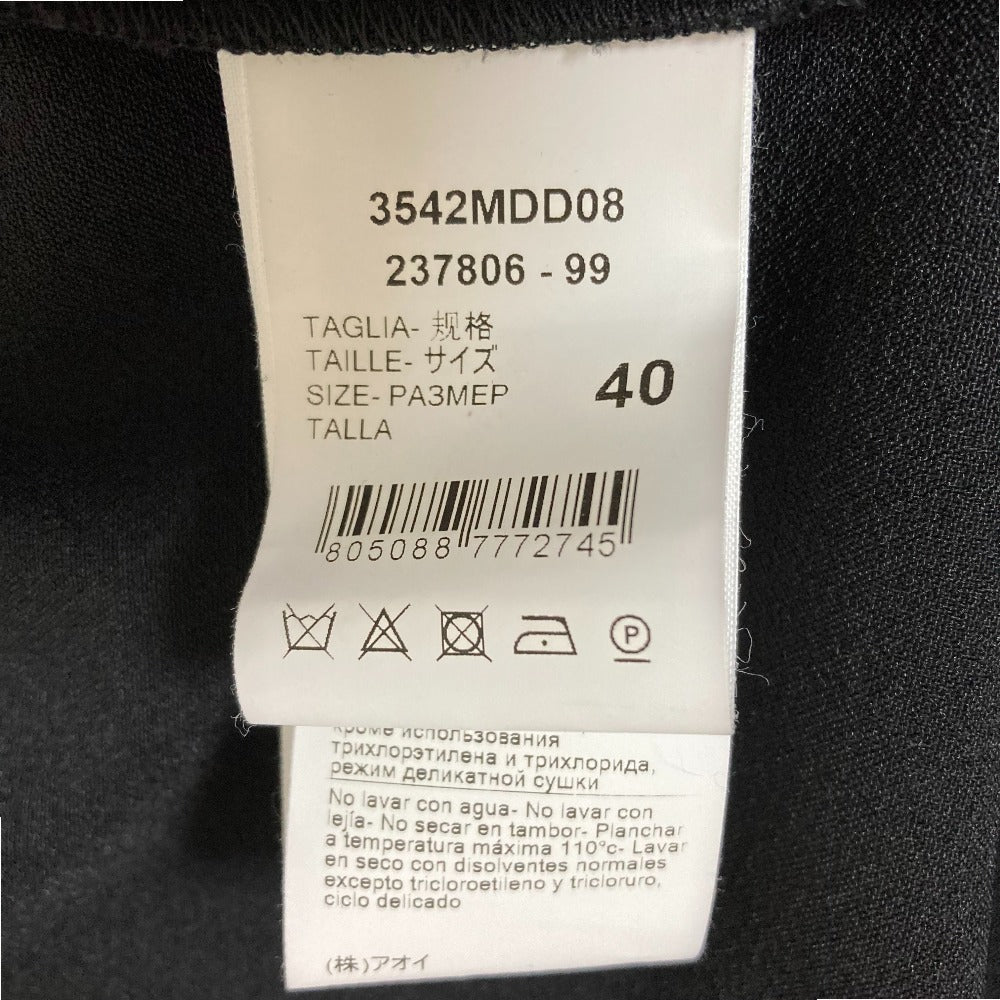 3542MDD08
237806 - 99
TAGLIA- 规格
TAILLE- サイズ
SIZE- РАЗМЕР
TALLA
40
805088 7772745
P
кроме использования
трихлорэтилена и трихлорида,
режим деликатной сушки
No lavar con agua- No lavar con
lejía- No secar en tambor- Planchar
a temperatura máxima 110°c- Lavar
en seco con disolventes normales
excepto tricloroetileno y tricloruro,
ciclo delicado
(株)アオイ